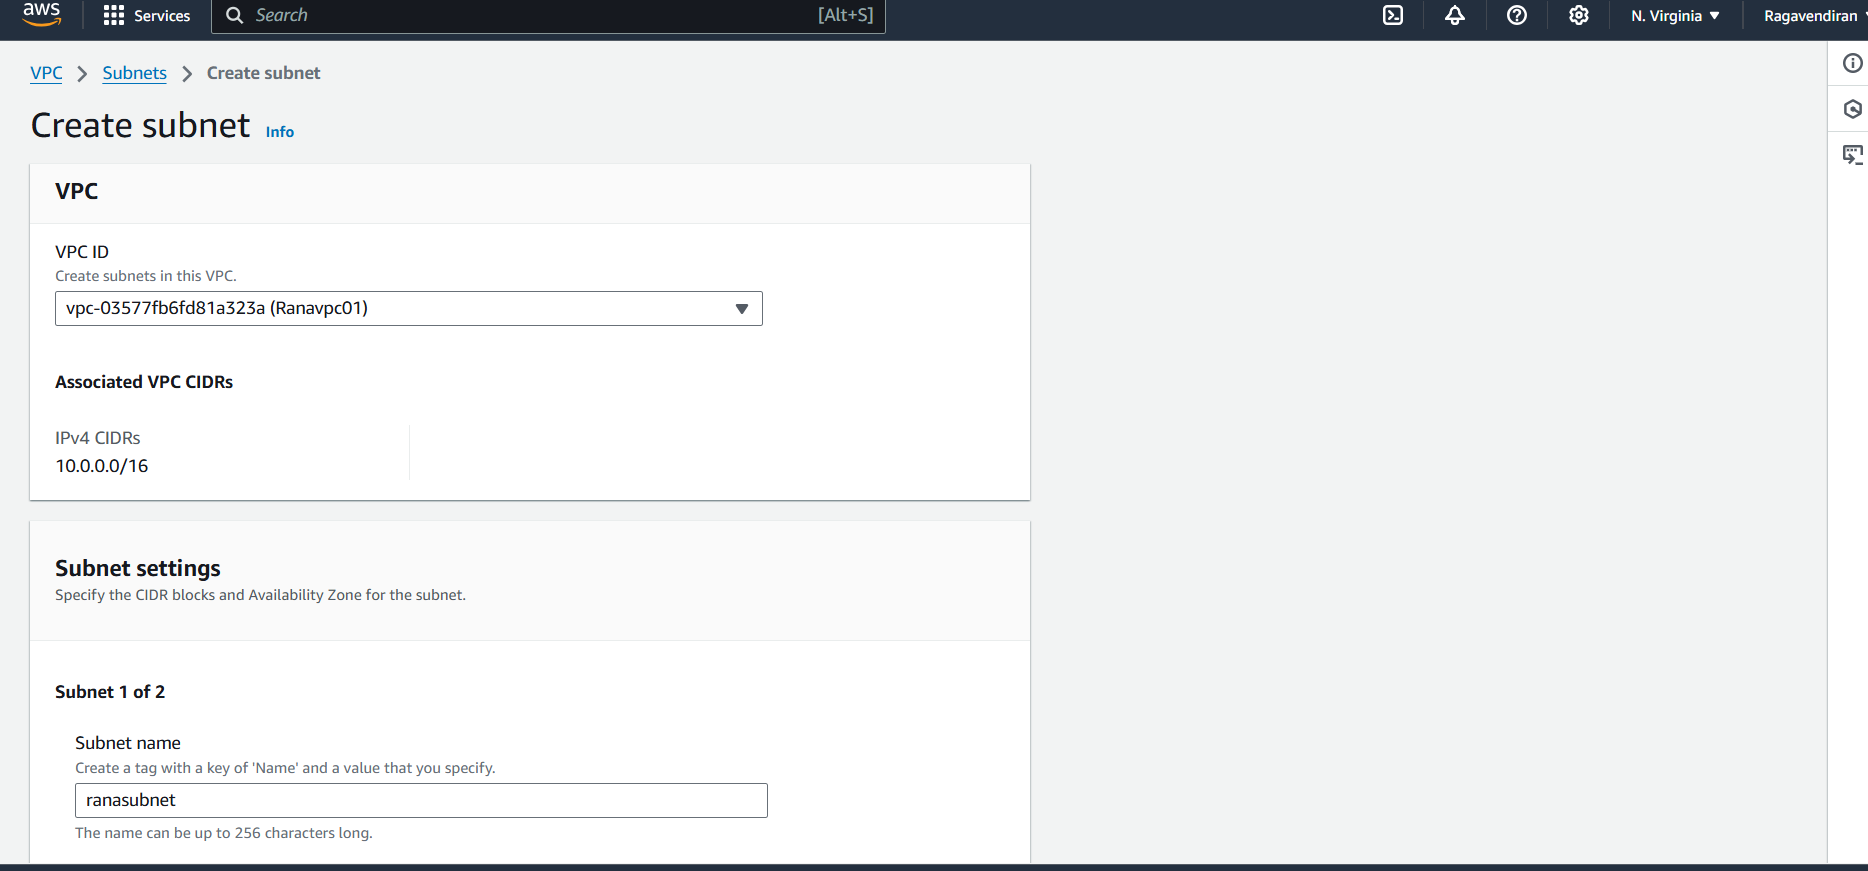 aws Services Search [Alt+S] N. Virginia Ragavendiran
VPC Subnets Create subnet
Create subnet Info
VPC
VPC ID
Create subnets in this VPC.
vpc-03577fb6fd81a323a (Ranavpc01)
Associated VPC CIDRs
IPv4 CIDRs
10.0.0.0/16
Subnet settings
Specify the CIDR blocks and Availability Zone for the subnet.
Subnet 1 of 2
Subnet name
Create a tag with a key of 'Name' and a value that you specify.
ranasubnet
The name can be up to 256 characters long.